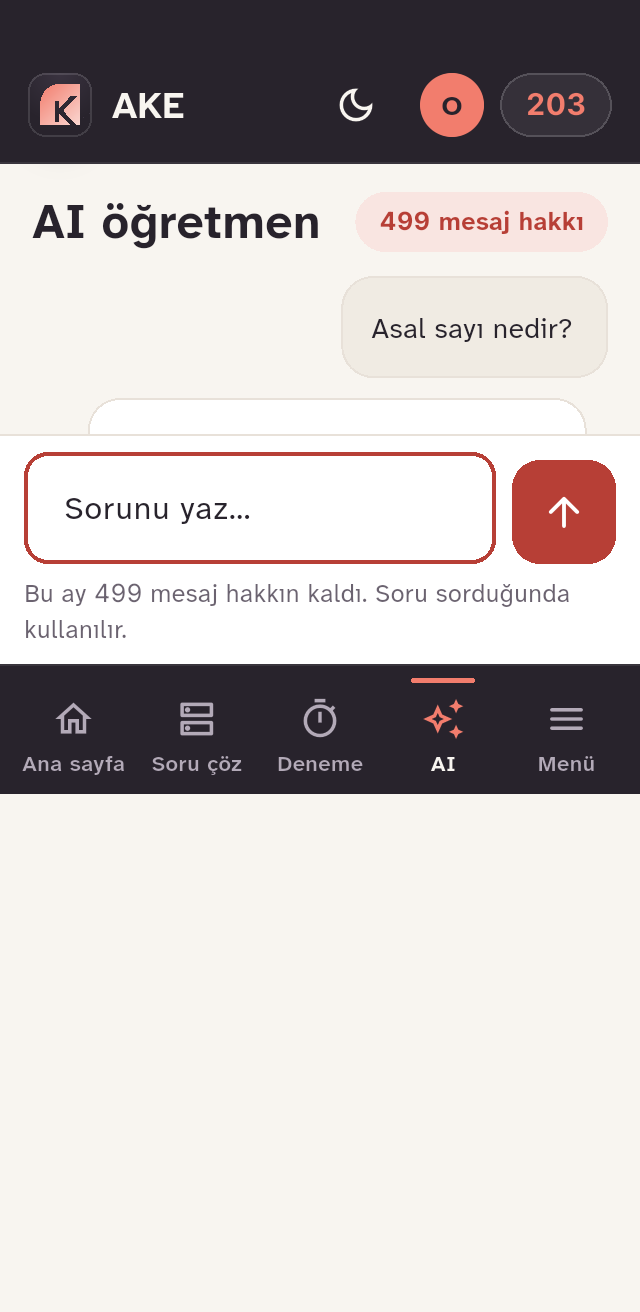 AKE
O
203
AI öğretmen
499 mesaj hakkı
Asal sayı nedir?
Sorunu yaz...
Bu ay 499 mesaj hakkın kaldı. Soru sorduğunda
kullanılır.
Ana sayfa
Soru çöz
Deneme
AI
Menü